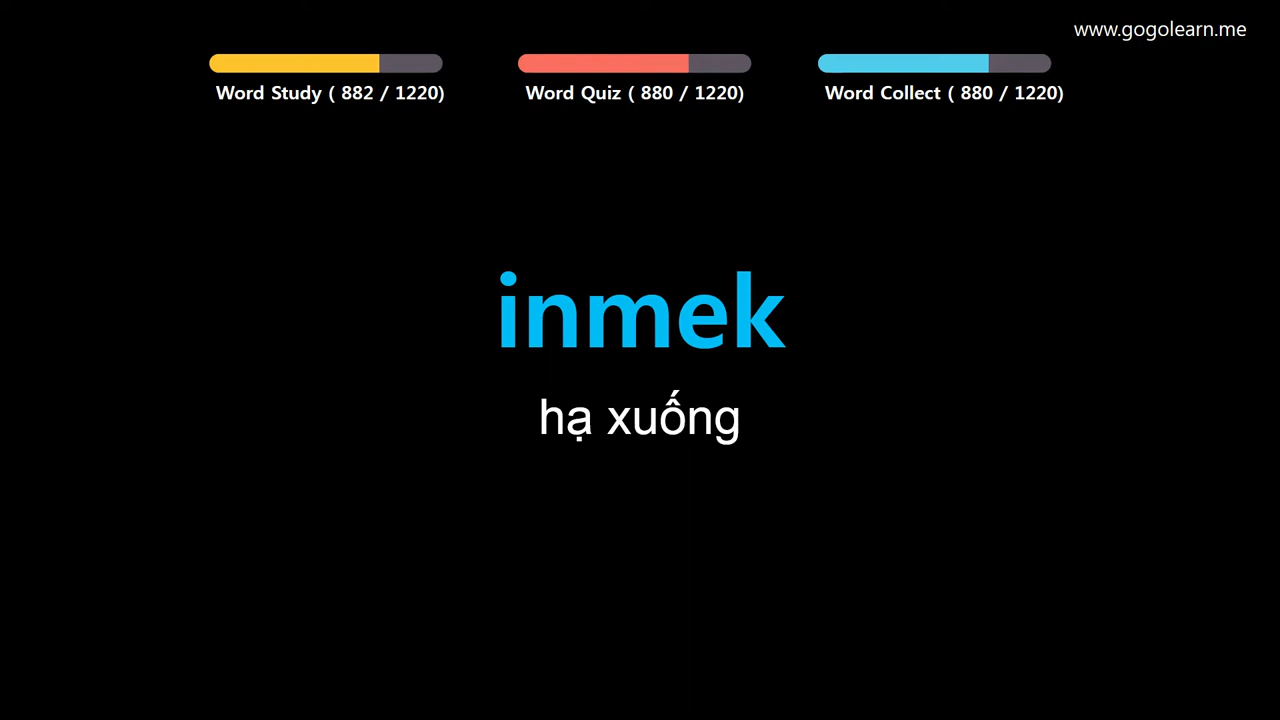 www.gogolearn.me
Word Study ( 882 / 1220)
Word Quiz ( 880 / 1220)
Word Collect ( 880 / 1220)
inmek
hạ xuống